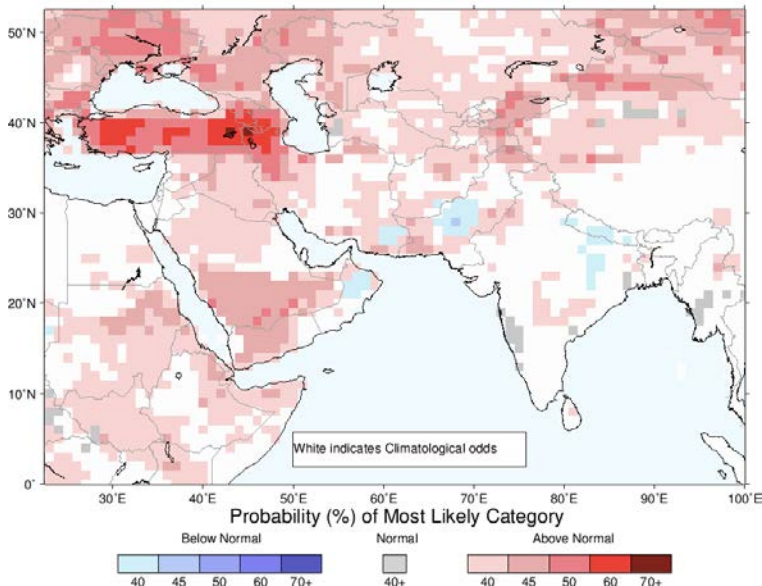 50˚N
40˚N
30˚N
20˚N
10˚N
0˚
White indicates Climatological odds
30˚E 40˚E 50˚E 60˚E 70˚E 80˚E 90˚E 100˚E
Probability (%) of Most Likely Category
Below Normal Normal Above Normal
40 45 50 60 70+ 40+ 40 45 50 60 70+